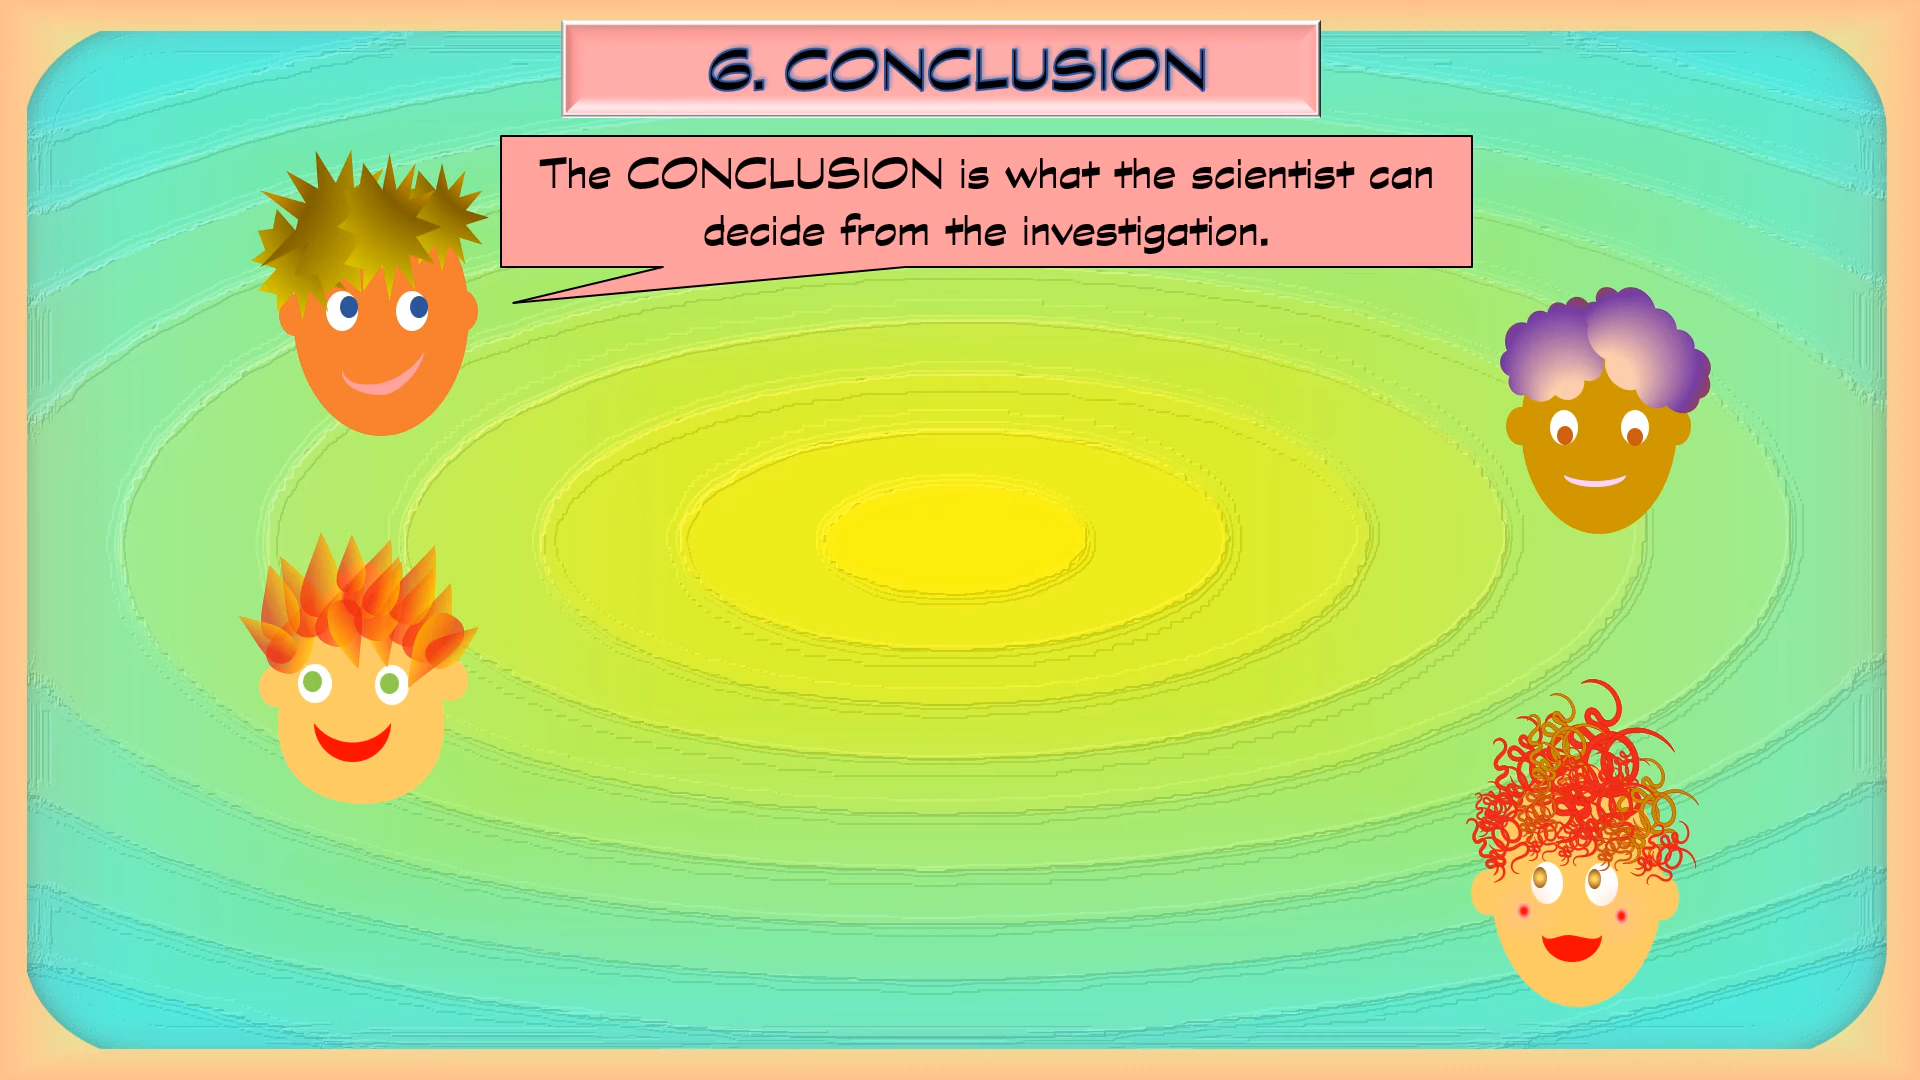 6. CONCLUSION
The CONCLUSION is what the scientist can
decide from the investigation.